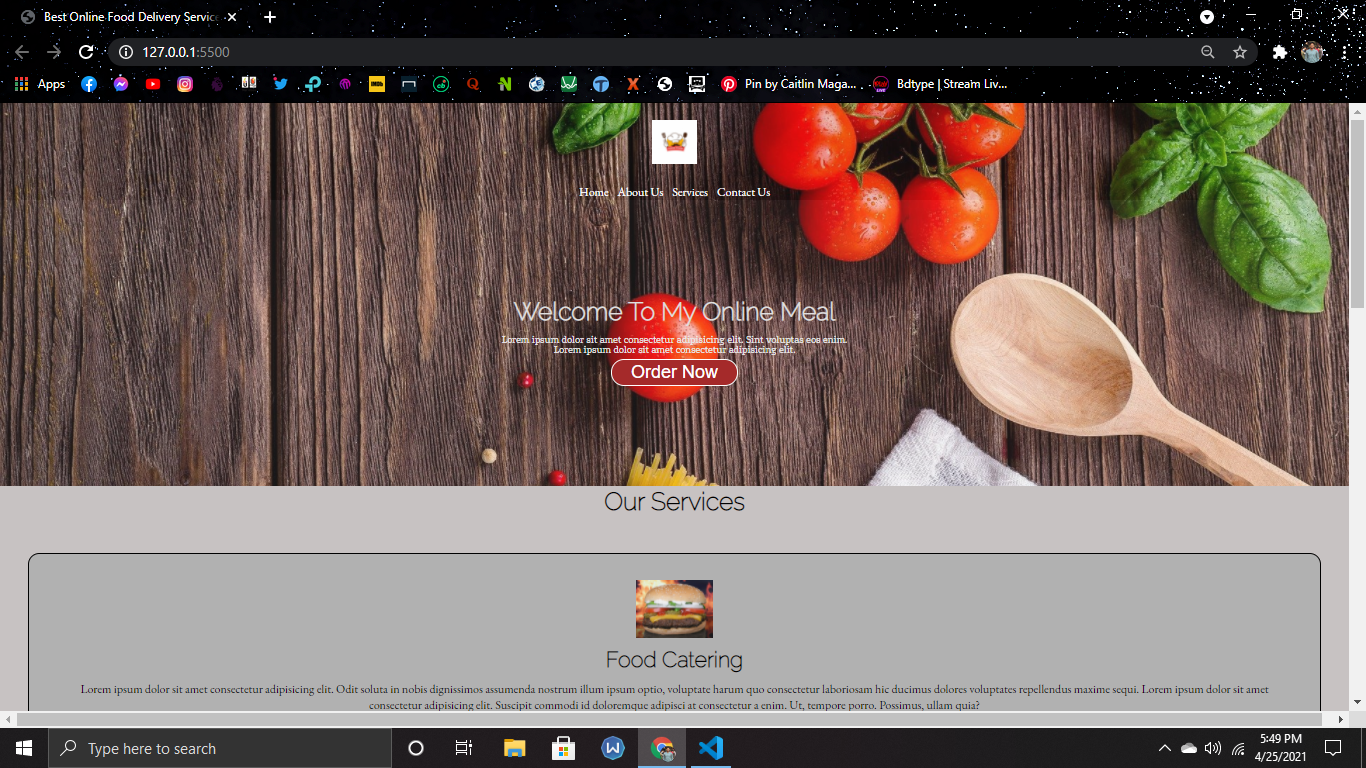 Best Online Food Delivery Service
127.0.0.1:5500
Apps
Pin by Caitlin Maga...
Bdtype | Stream Liv...
Home About Us Services Contact Us
Welcome To My Online Meal
Lorem ipsum dolor sit amet consectetur adipisicing elit. Sint voluptas eos enim.
Lorem ipsum dolor sit amet consectetur adipisicing elit.
Order Now
Our Services
Food Catering
Lorem ipsum dolor sit amet consectetur adipisicing elit. Odit soluta in nobis dignissimos assumenda nostrum illum ipsum optio, voluptate harum quo consectetur laboriosam hic ducimus dolores voluptates repellendus maxime sequi. Lorem ipsum dolor sit amet
consectetur adipisicing elit. Suscipit commodi id doloremque adipisci at consectetur a enim. Ut, tempore porro. Possimus, ullam quia?
Type here to search
5:49 PM
4/25/2021